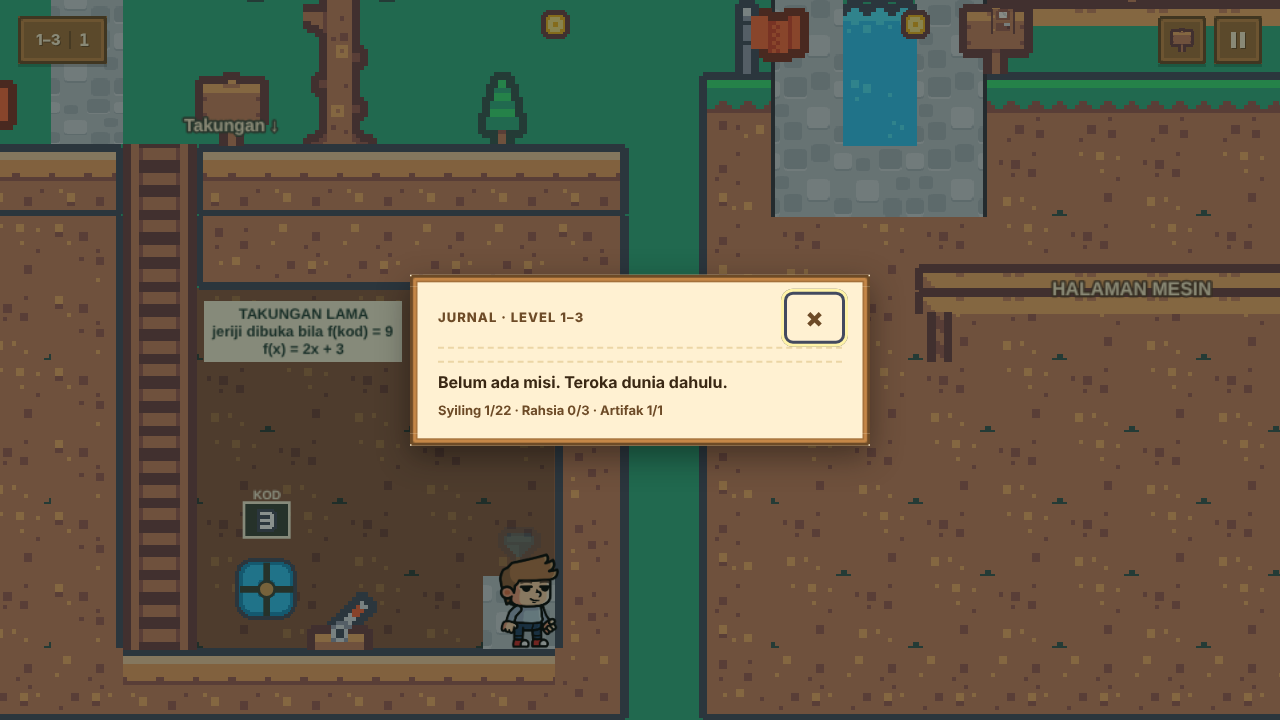 1–3 | 1
Takungan ↓
TAKUNGAN LAMA
jeriji dibuka bila f(kod) = 9
f(x) = 2x + 3
HALAMAN MESIN
JURNAL · LEVEL 1–3
Belum ada misi. Teroka dunia dahulu.
Syiling 1/22 · Rahsia 0/3 · Artifak 1/1
KOD
3